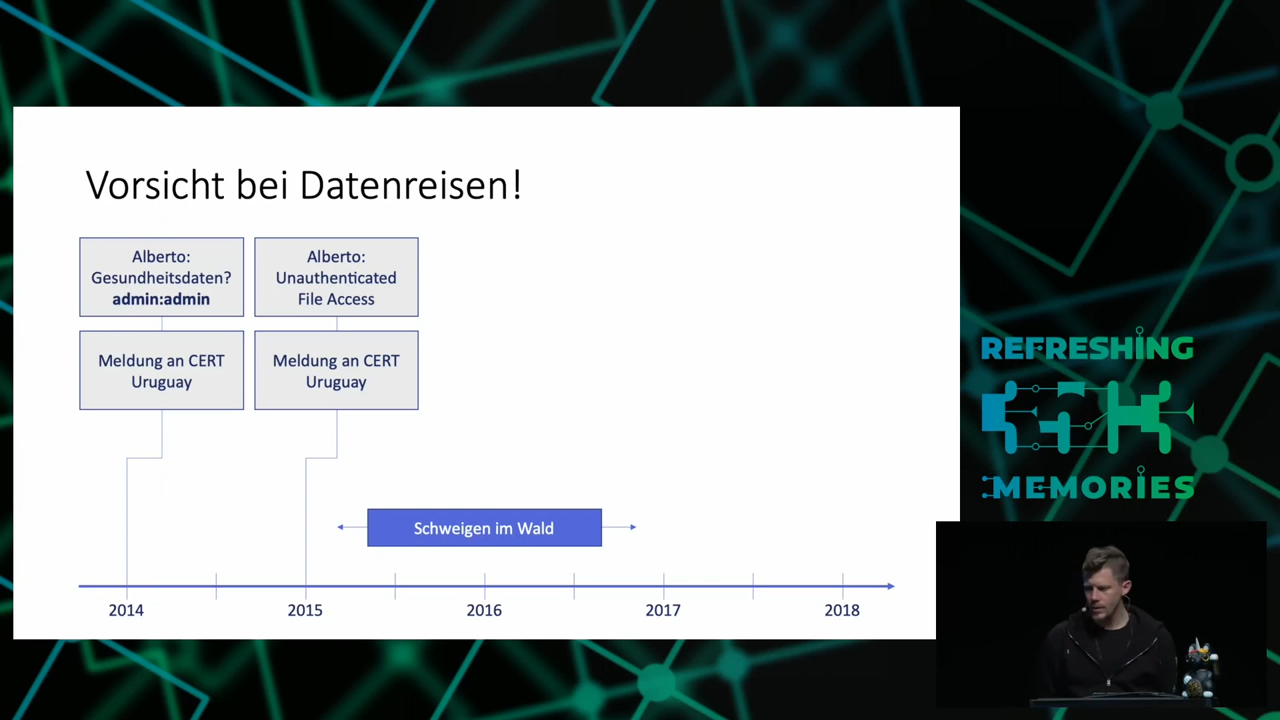 Vorsicht bei Datenreisen!
Alberto:
Gesundheitsdaten?
admin:admin
Alberto:
Unauthenticated
File Access
Meldung an CERT
Uruguay
Meldung an CERT
Uruguay
Schweigen im Wald
2014
2015
2016
2017
2018
REFRESHING
MEMORIES